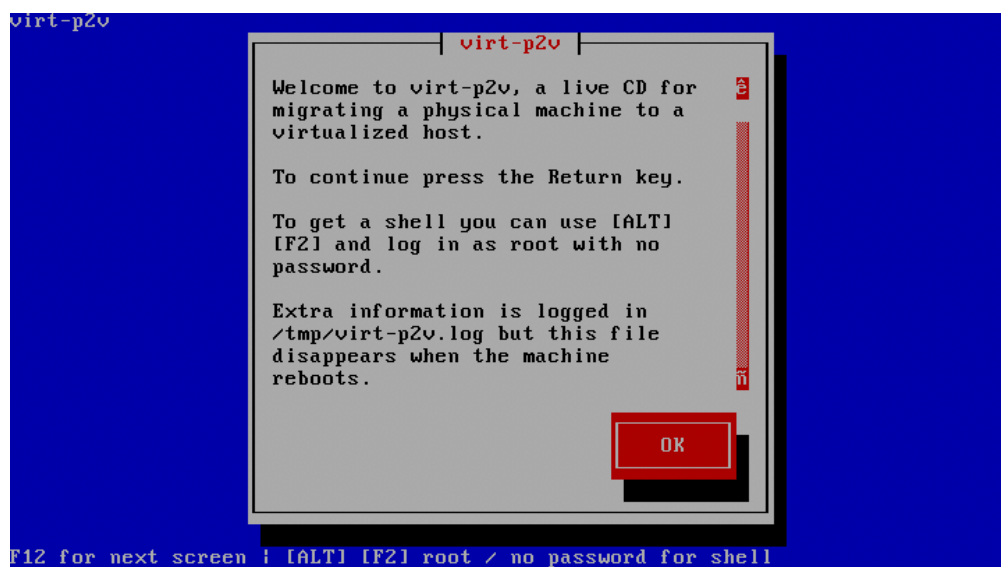 virt-p2v
virt-p2v
Welcome to virt-p2v, a live CD for
migrating a physical machine to a
virtualized host.
To continue press the Return key.
To get a shell you can use [ALT]
[F2] and log in as root with no
password.
Extra information is logged in
/tmp/virt-p2v.log but this file
disappears when the machine
reboots.
OK
F12 for next screen ¦ [ALT] [F2] root / no password for shell